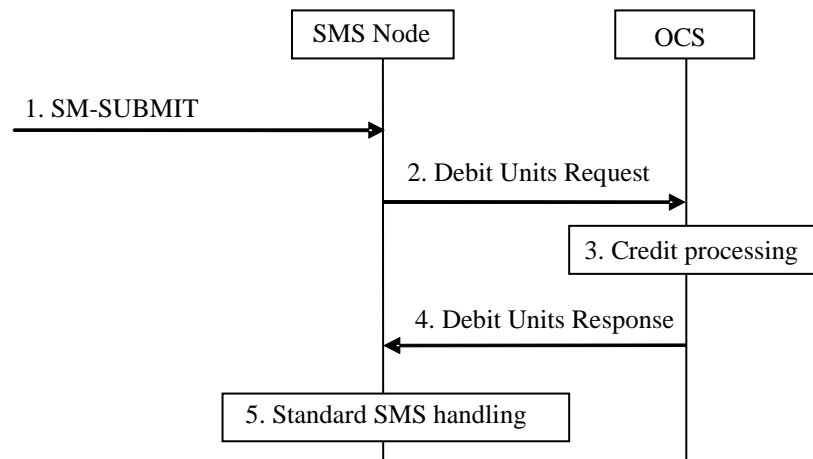 SMS Node
OCS
1. SM-SUBMIT
2. Debit Units Request
3. Credit processing
4. Debit Units Response
5. Standard SMS handling